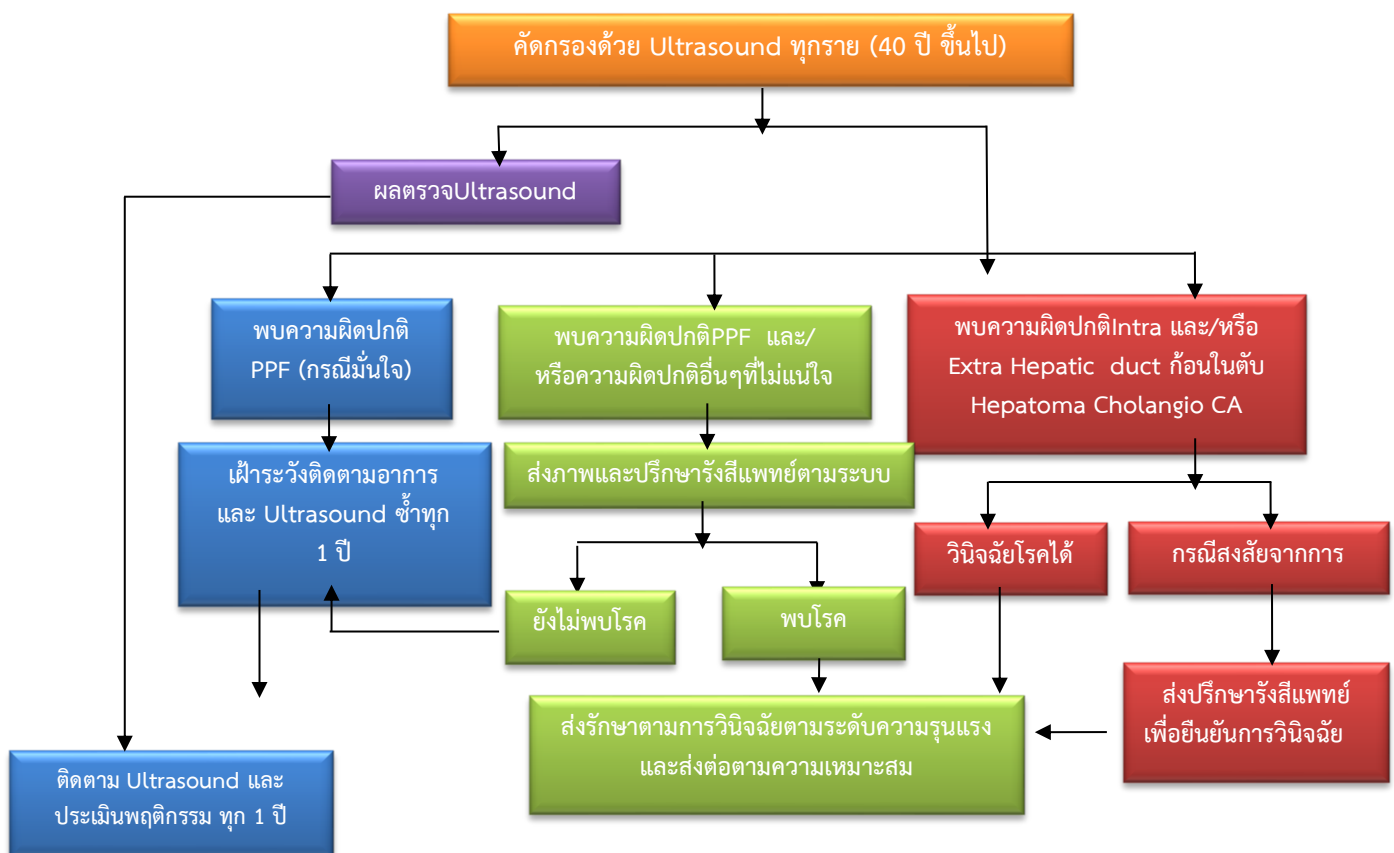 คัดกรองด้วย Ultrasound ทุกราย (40 ปี ขึ้นไป)
ผลตรวจUltrasound
พบความผิดปกติ
PPF (กรณีมั่นใจ)
พบความผิดปกติPPF และ/
หรือความผิดปกติอื่นๆที่ไม่แน่ใจ
พบความผิดปกติIntra และ/หรือ
Extra Hepatic duct ก้อนในตับ
Hepatoma Cholangio CA
เฝ้าระวังติดตามอาการ
และ Ultrasound ซ้ำทุก
1 ปี
ส่งภาพและปรึกษารังสีแพทย์ตามระบบ
วินิจฉัยโรคได้
กรณีสงสัยจากการ
ยังไม่พบโรค
พบโรค
ส่งปรึกษารังสีแพทย์
เพื่อยืนยันการวินิจฉัย
ส่งรักษาตามการวินิจฉัยตามระดับความรุนแรง
และส่งต่อตามความเหมาะสม
ติดตาม Ultrasound และ
ประเมินพฤติกรรม ทุก 1 ปี